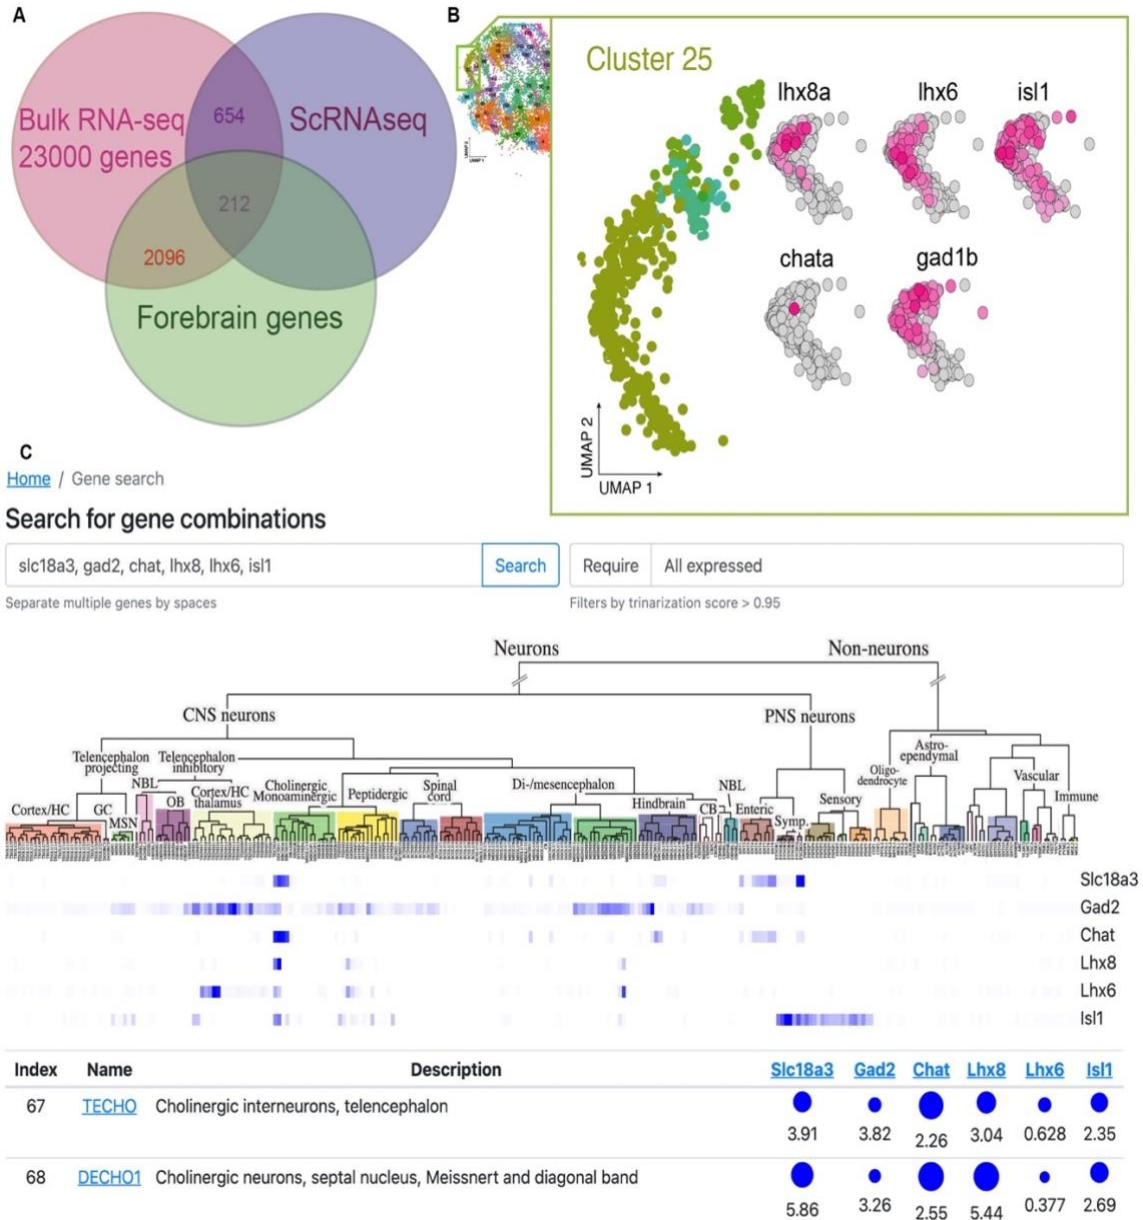 A
B
Bulk RNA-seq
23000 genes
654
ScRNAseq
212
2096
Forebrain genes
Cluster 25
lhx8a
lhx6
isl1
chata
gad1b
UMAP 2
UMAP 1
UMAP 2
UMAP 1
C
Home / Gene search
Search for gene combinations
slc18a3, gad2, chat, lhx8, lhx6, isl1
Search
Require
All expressed
Separate multiple genes by spaces
Filters by trinarization score > 0.95
Neurons
Non-neurons
CNS neurons
PNS neurons
Telencephalon
projecting
Telencephalon
inhibitory
Astro-
ependymal
Oligo-
dendrocyte
Vascular
Immune
NBL
OB
Cortex/HC
thalamus
Cholinergic
Monoaminergic
Peptidergic
Spinal
cord
Di-/mesencephalon
Hindbrain
NBL
CB
Enteric
Symp.
Sensory
Cortex/HC
GC
MSN
Slc18a3
Gad2
Chat
Lhx8
Lhx6
Isl1
Index Name Description Slc18a3 Gad2 Chat Lhx8 Lhx6 Isl1
67 TECHO Cholinergic interneurons, telencephalon
3.91 3.82 2.26 3.04 0.628 2.35
68 DECHO1 Cholinergic neurons, septal nucleus, Meissnert and diagonal band
5.86 3.26 2.55 5.44 0.377 2.69